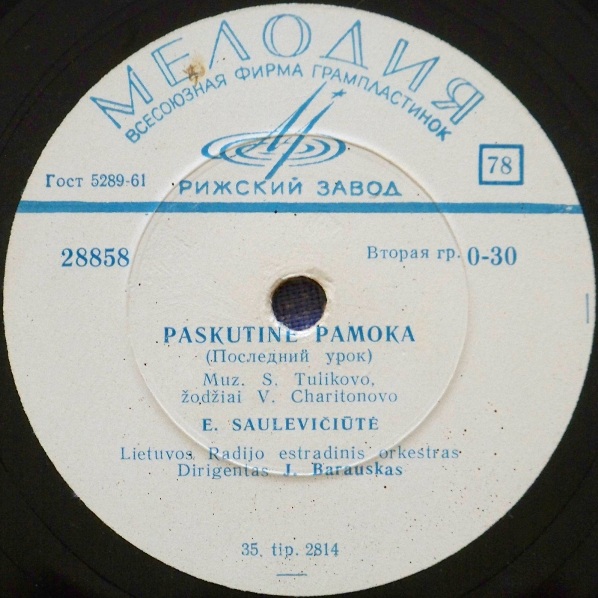 МЕЛОДИЯ
ВСЕСОЮЗНАЯ ФИРМА ГРАМПЛАСТИНОК
РИЖСКИЙ ЗАВОД
Гост 5289-61
78
28858
Вторая гр. 0-30
PASKUTINĖ PAMOKA
(Последний урок)
Muz. S. Tulikovo,
žodžiai V. Charitonovo
E. SAULEVIČIŪTĖ
Lietuvos Radijo estradinis orkestras
Dirigentas J. Barauskas
35. tip. 2814